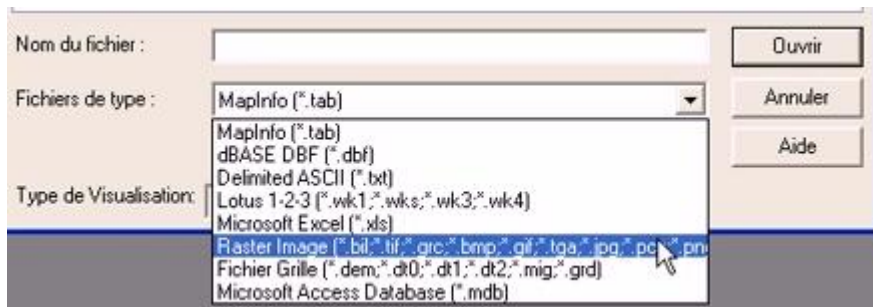 Nom du fichier :
Ouvrir
Fichiers de type :
MapInfo (*.tab)
Annuler
MapInfo (*.tab)
dBASE DBF (*.dbf)
Aide
Delimited ASCII (*.txt)
Type de Visualisation:
Lotus 1-2-3 (*.wk1;*.wks;*.wk3;*.wk4)
Microsoft Excel (*.xls)
Raster Image (*.bil;*.tif;*.grc;*.bmp;*.gif;*.tga;*.jpg;*.pc
Fichier Grille (*.dem;*.dt0;*.dt1;*.dt2;*.mig;*.grd)
Microsoft Access Database (*.mdb)